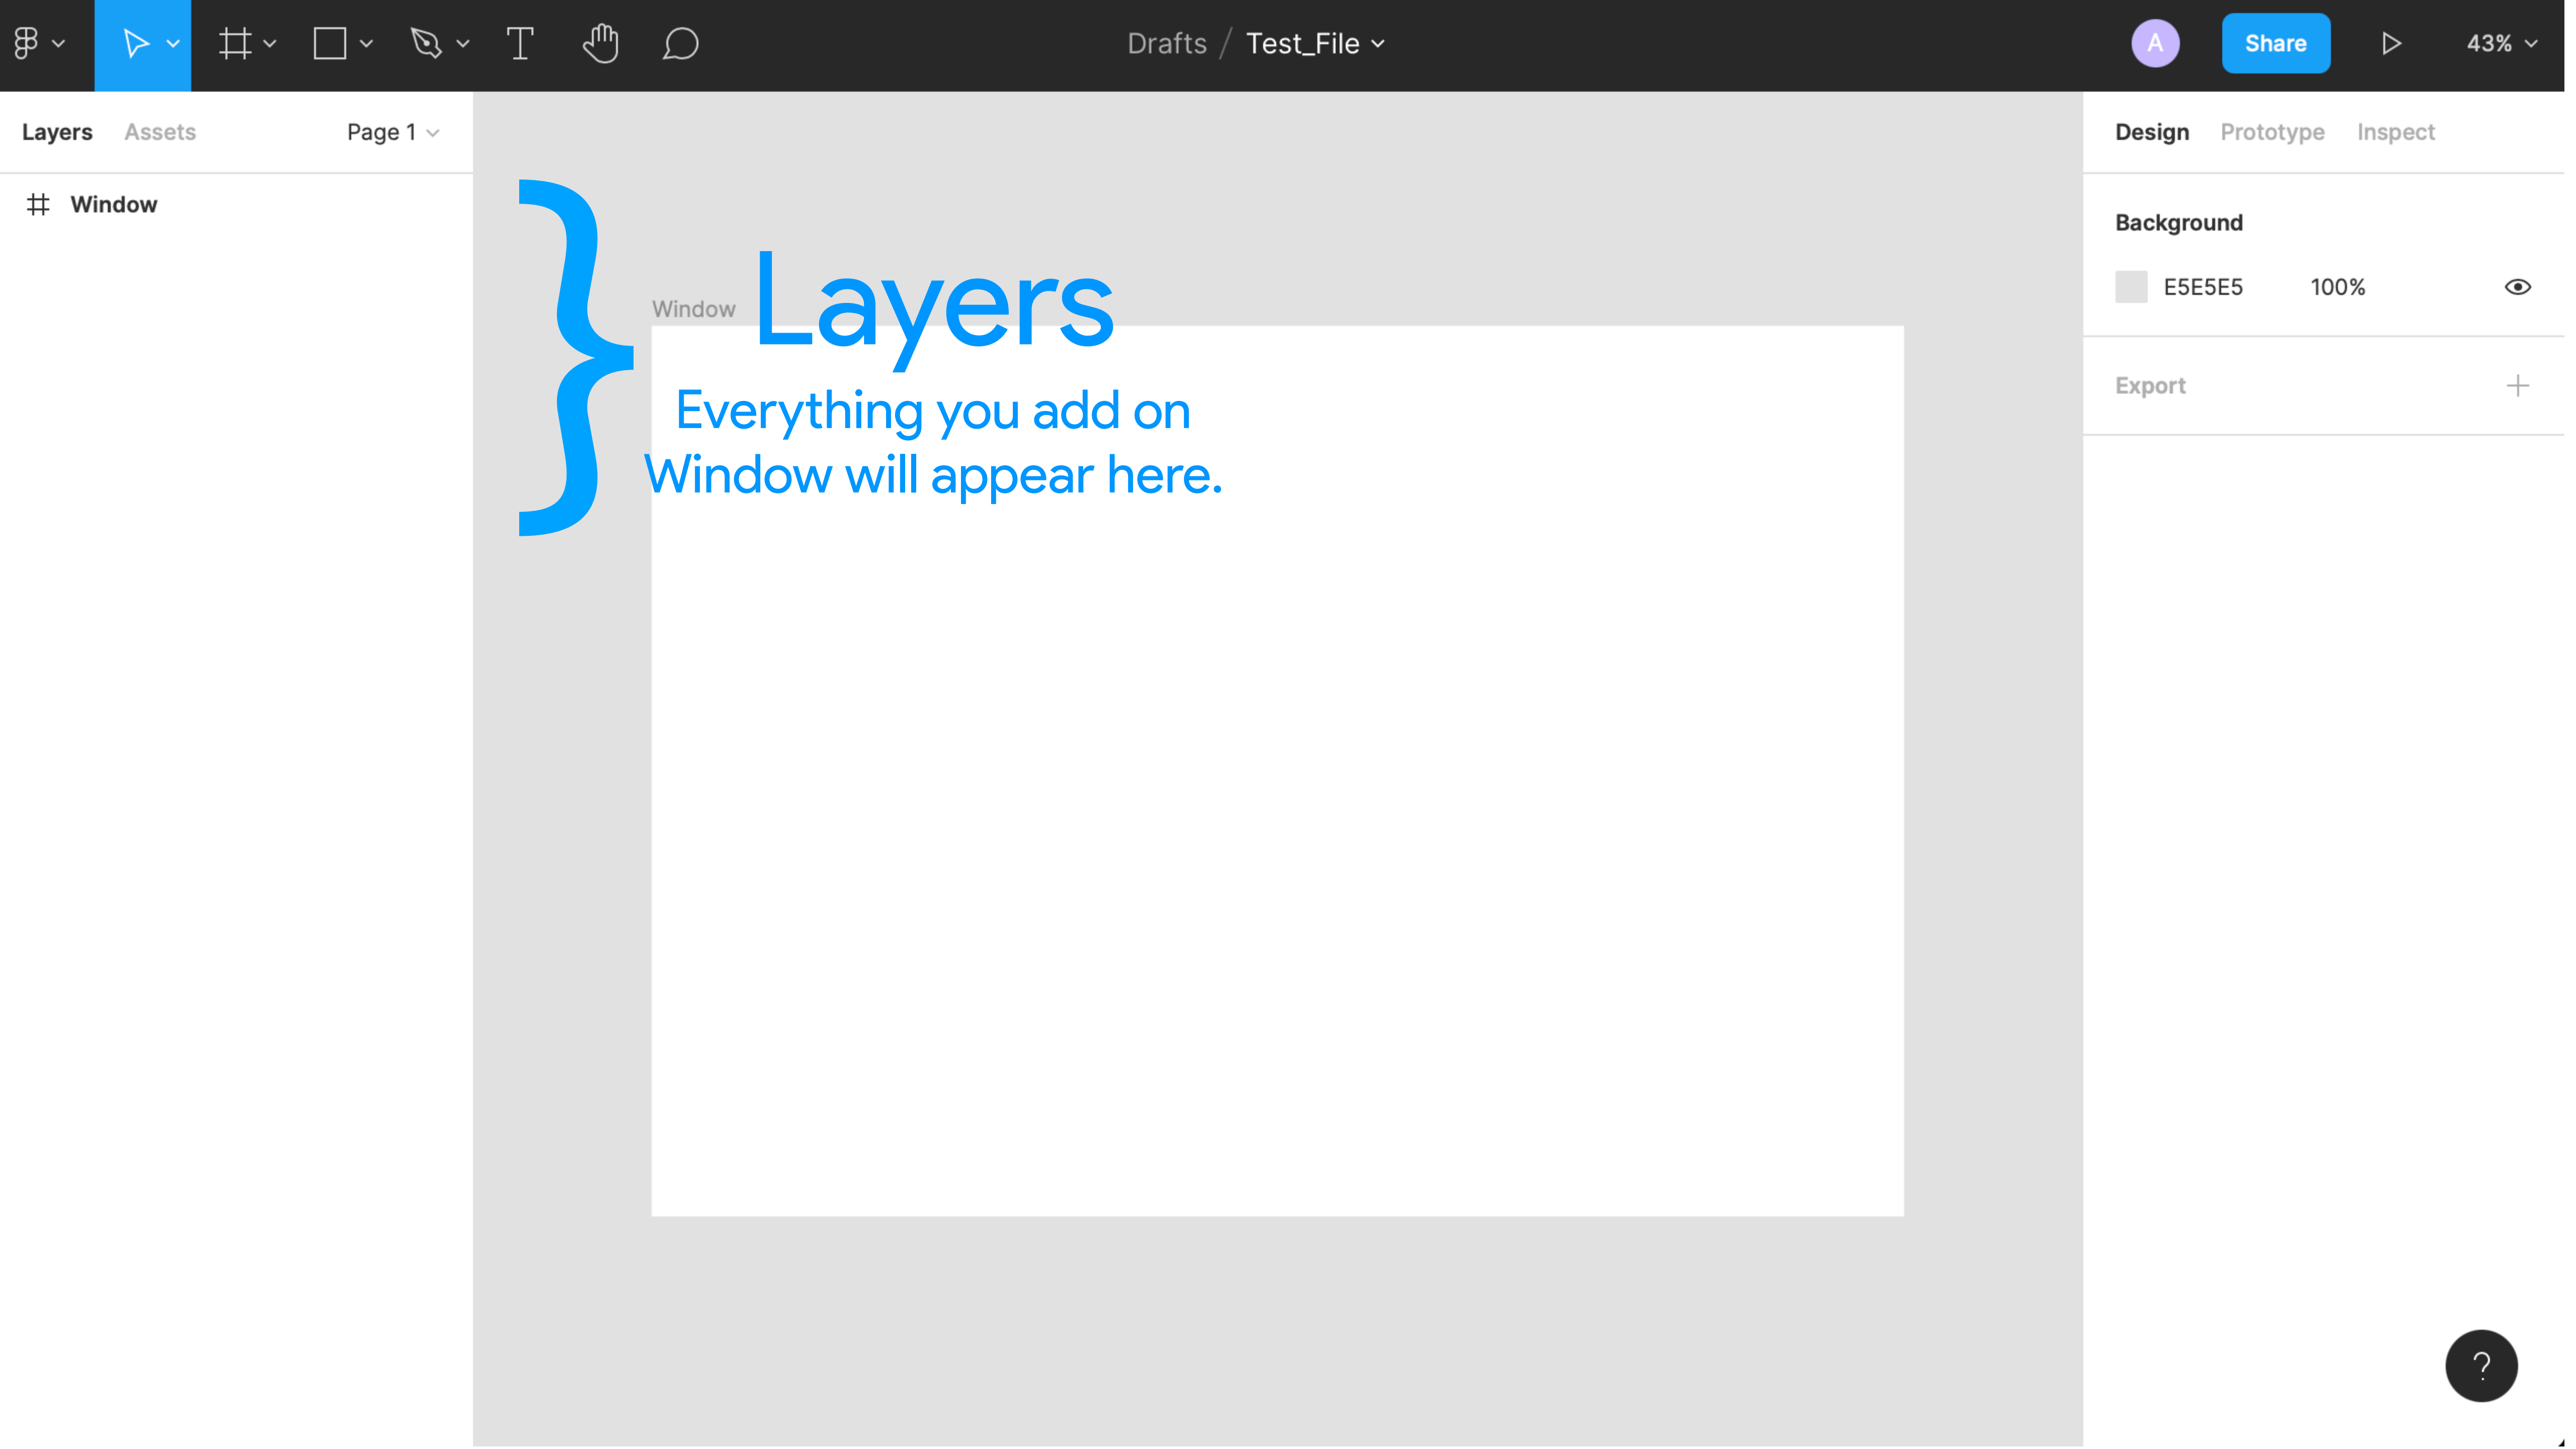 Drafts / Test_File
A
Share
43%
Layers Assets Page 1
Design Prototype Inspect
Window
Background
E5E5E5 100%
Export
Window
Layers
Everything you add on
Window will appear here.
?